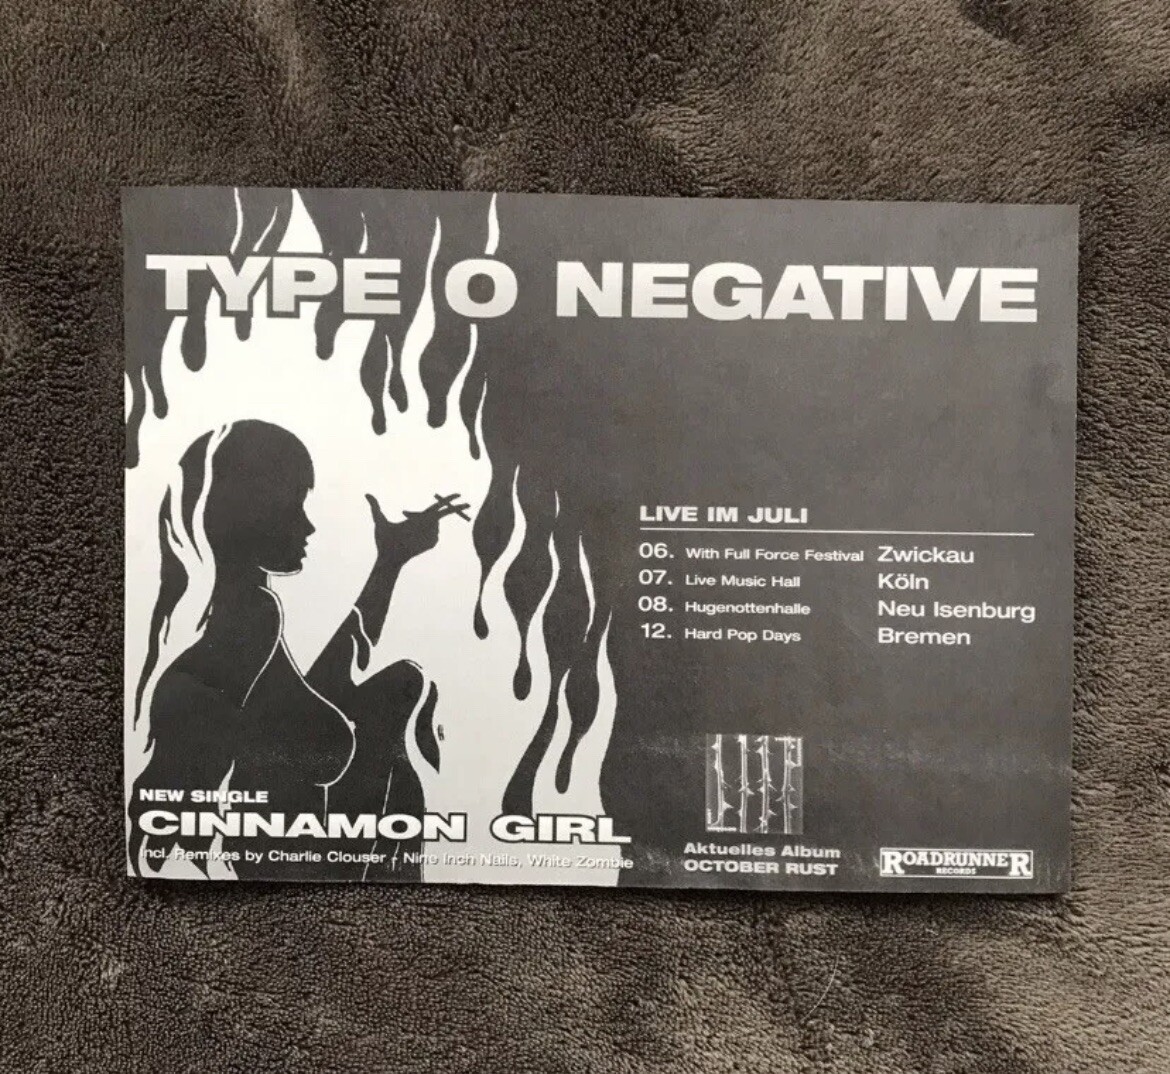 TYPE O NEGATIVE
LIVE IM JULI
06. With Full Force Festival Zwickau
07. Live Music Hall Köln
08. Hugenottenhalle Neu Isenburg
12. Hard Pop Days Bremen
NEW SINGLE
CINNAMON GIRL
Incl. Remixes by Charlie Clouser - Nine Inch Nails, White Zombie
Aktuelles Album
OCTOBER RUST
ROADRUNNER
RECORDS